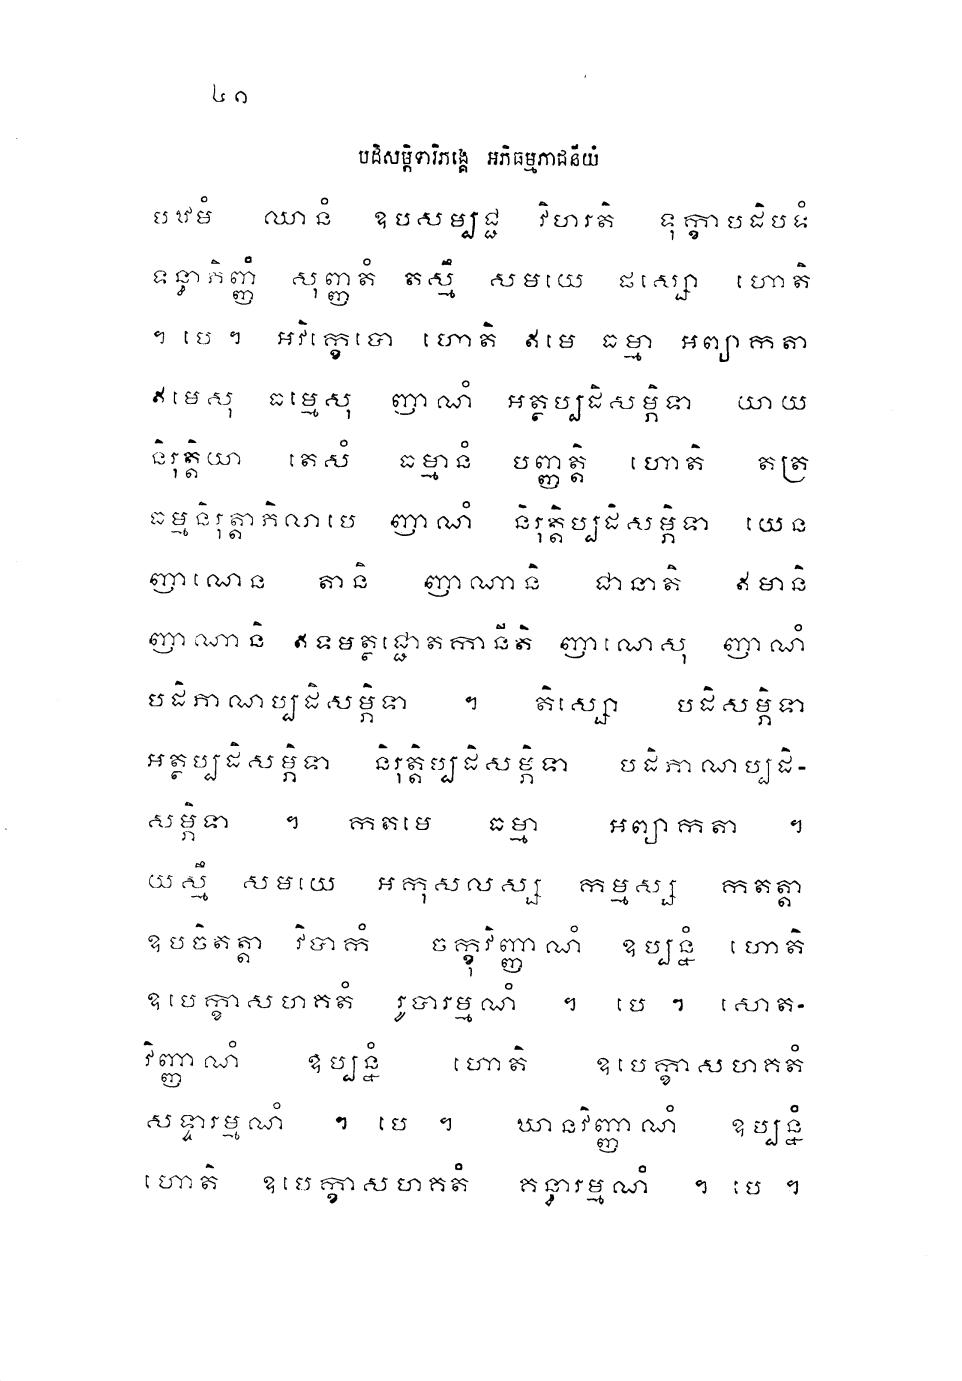 ៤១
បដិសម្ភិទាវិភង្គេ អភិធម្មភាជនីយំ
បឋមំ ឈានំ ឧបសម្បជ្ជ វិហរតិ ទុក្ខាបដិបទំ
ទន្ធាភិញ្ញំ សុញ្ញតំ តស្មឹ សមយេ ផស្សោ ហោតិ
។ បេ ។ អវិក្ខេបោ ហោតិ ឥមេ ធម្មា អព្យាកតា
ឥមេសុ ធម្មេសុ ញាណំ អត្ថប្បដិសម្ភិទា យាយ
និរុត្តិយា តេសំ ធម្មានំ បញ្ញត្តិ ហោតិ តត្រ
ធម្មនិរុត្តាភិលាបេ ញាណំ និរុត្តិប្បដិសម្ភិទា យេន
ញាណេន តានិ ញាណានិ ជានាតិ ឥមានិ
ញាណានិ ឥទមត្ថជ្ជោតកានីតិ ញាណេសុ ញាណំ
បដិភាណប្បដិសម្ភិទា ។ តិស្សោ បដិសម្ភិទា
អត្ថប្បដិសម្ភិទា និរុត្តិប្បដិសម្ភិទា បដិភាណប្បដិ-
សម្ភិទា ។ កតមេ ធម្មា អព្យាកតា ។
យស្មឹ សមយេ អកុសលស្ស កម្មស្ស កតត្តា
ឧបចិតត្តា វិបាកំ ចក្ខុវិញ្ញាណំ ឧប្បន្នំ ហោតិ
ឧបេក្ខាសហគតំ រូបារម្មណំ ។ បេ ។ សោត-
វិញ្ញាណំ ឧប្បន្នំ ហោតិ ឧបេក្ខាសហគតំ
សទ្ទារម្មណំ ។ បេ ។ ឃានវិញ្ញាណំ ឧប្បន្នំ
ហោតិ ឧបេក្ខាសហគតំ គន្ធារម្មណំ ។ បេ ។